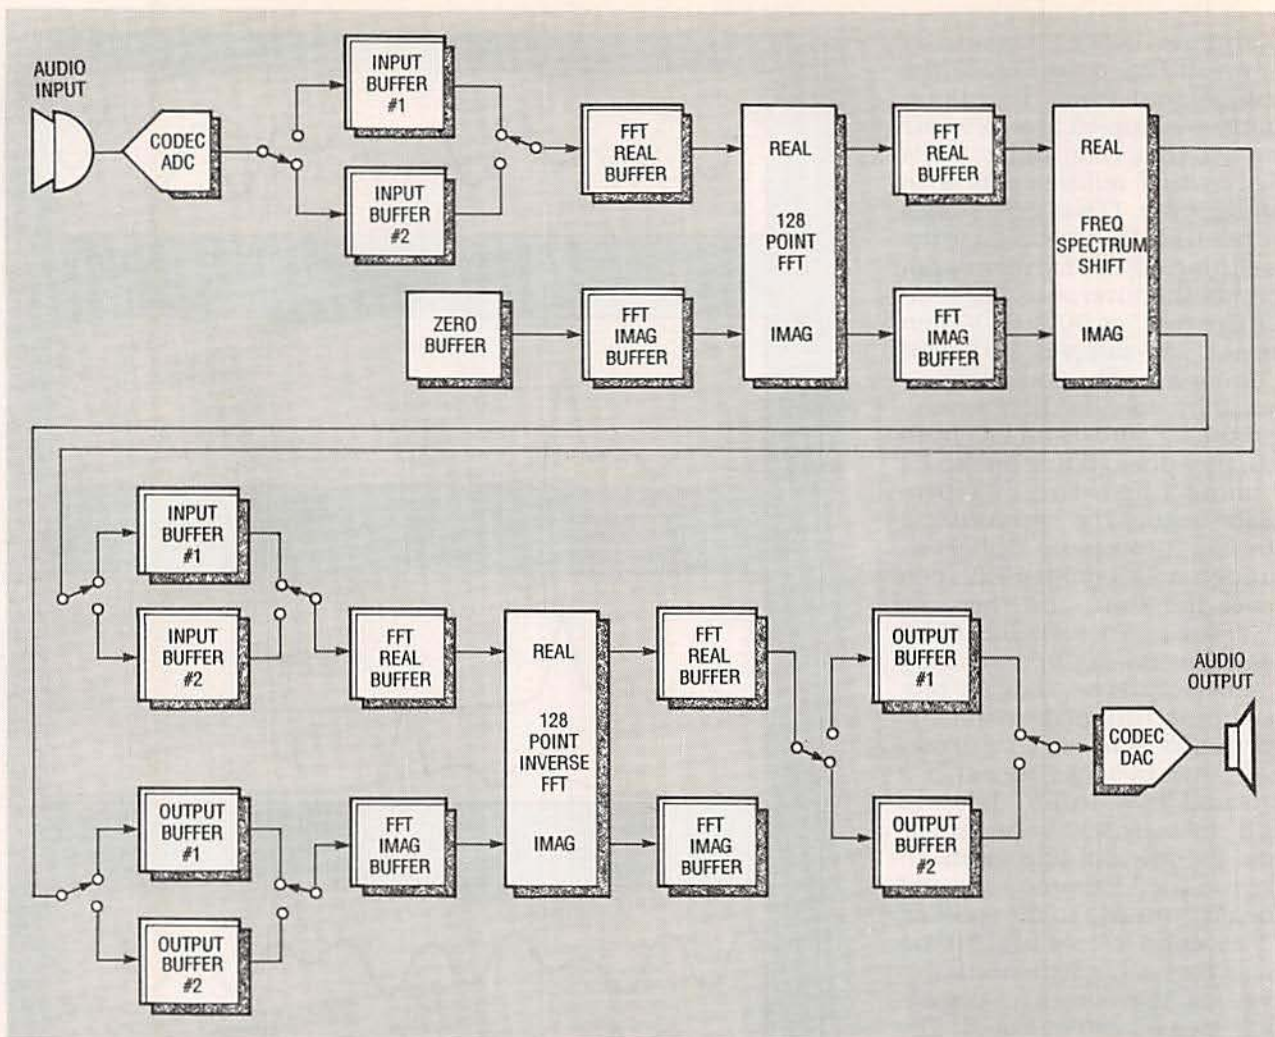 AUDIO
INPUT
CODEC
ADC
INPUT
BUFFER
#1
INPUT
BUFFER
#2
FFT
REAL
BUFFER
REAL
128
POINT
FFT
IMAG
FFT
REAL
BUFFER
REAL
FREQ
SPECTRUM
SHIFT
IMAG
ZERO
BUFFER
FFT
IMAG
BUFFER
FFT
IMAG
BUFFER
INPUT
BUFFER
#1
INPUT
BUFFER
#2
FFT
REAL
BUFFER
REAL
128
POINT
INVERSE
FFT
IMAG
FFT
REAL
BUFFER
OUTPUT
BUFFER
#1
AUDIO
OUTPUT
CODEC
DAC
OUTPUT
BUFFER
#1
OUTPUT
BUFFER
#2
FFT
IMAG
BUFFER
FFT
IMAG
BUFFER
OUTPUT
BUFFER
#2